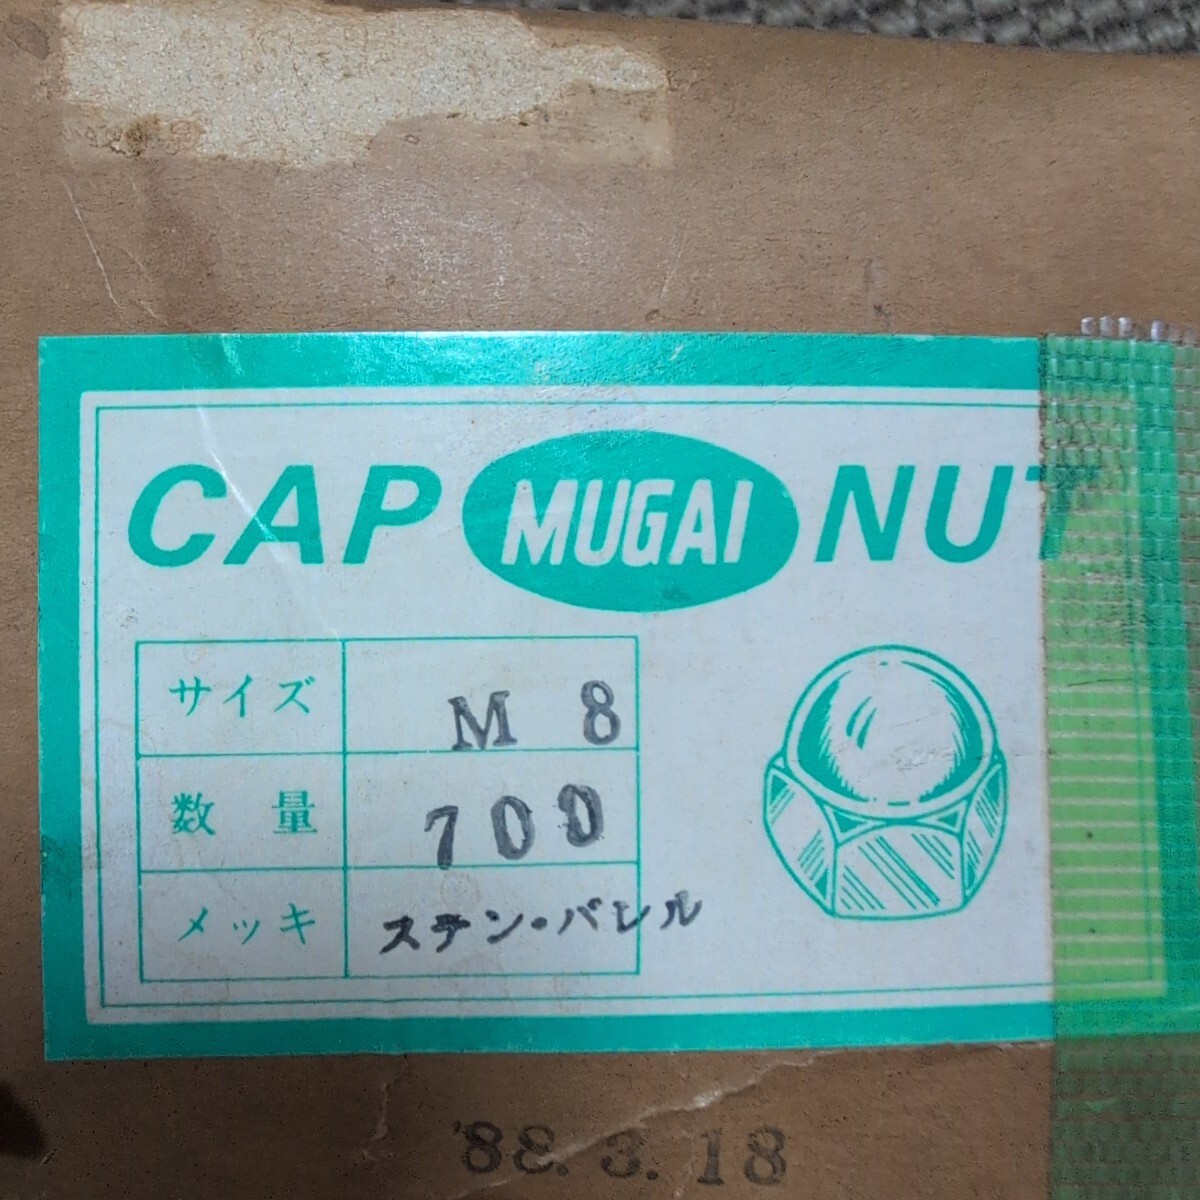 CAP MUGAI NUT
サイズ M 8
数量 700
メッキ ステン・バレル
'88.3.18